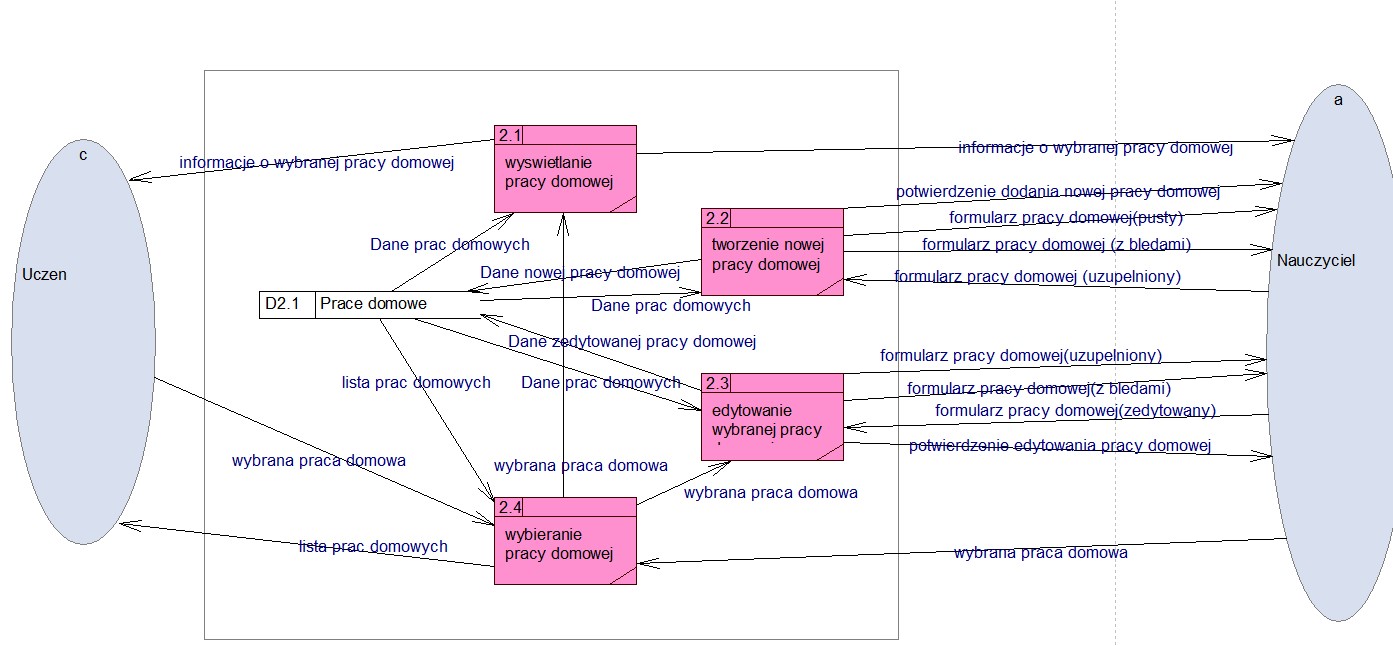 a
c
2.1
wyswietlanie
pracy domowej
informacje o wybranej pracy domowej
informacje o wybranej pracy domowej
potwierdzenie dodania nowej pracy domowej
2.2
formularz pracy domowej(pusty)
tworzenie nowej
pracy domowej
Dane prac domowych
formularz pracy domowej (z bledami)
Uczen
Nauczyciel
Dane nowej pracy domowej
formularz pracy domowej (uzupelniony)
D2.1
Prace domowe
Dane prac domowych
Dane zedytowanej pracy domowej
formularz pracy domowej(uzupelniony)
lista prac domowych
Dane prac domowych
2.3
formularz pracy domowej(z bledami)
edytowanie
wybranej pracy
formularz pracy domowej(zedytowany)
potwierdzenie edytowania pracy domowej
wybrana praca domowa
wybrana praca domowa
wybrana praca domowa
2.4
wybieranie
pracy domowej
lista prac domowych
wybrana praca domowa